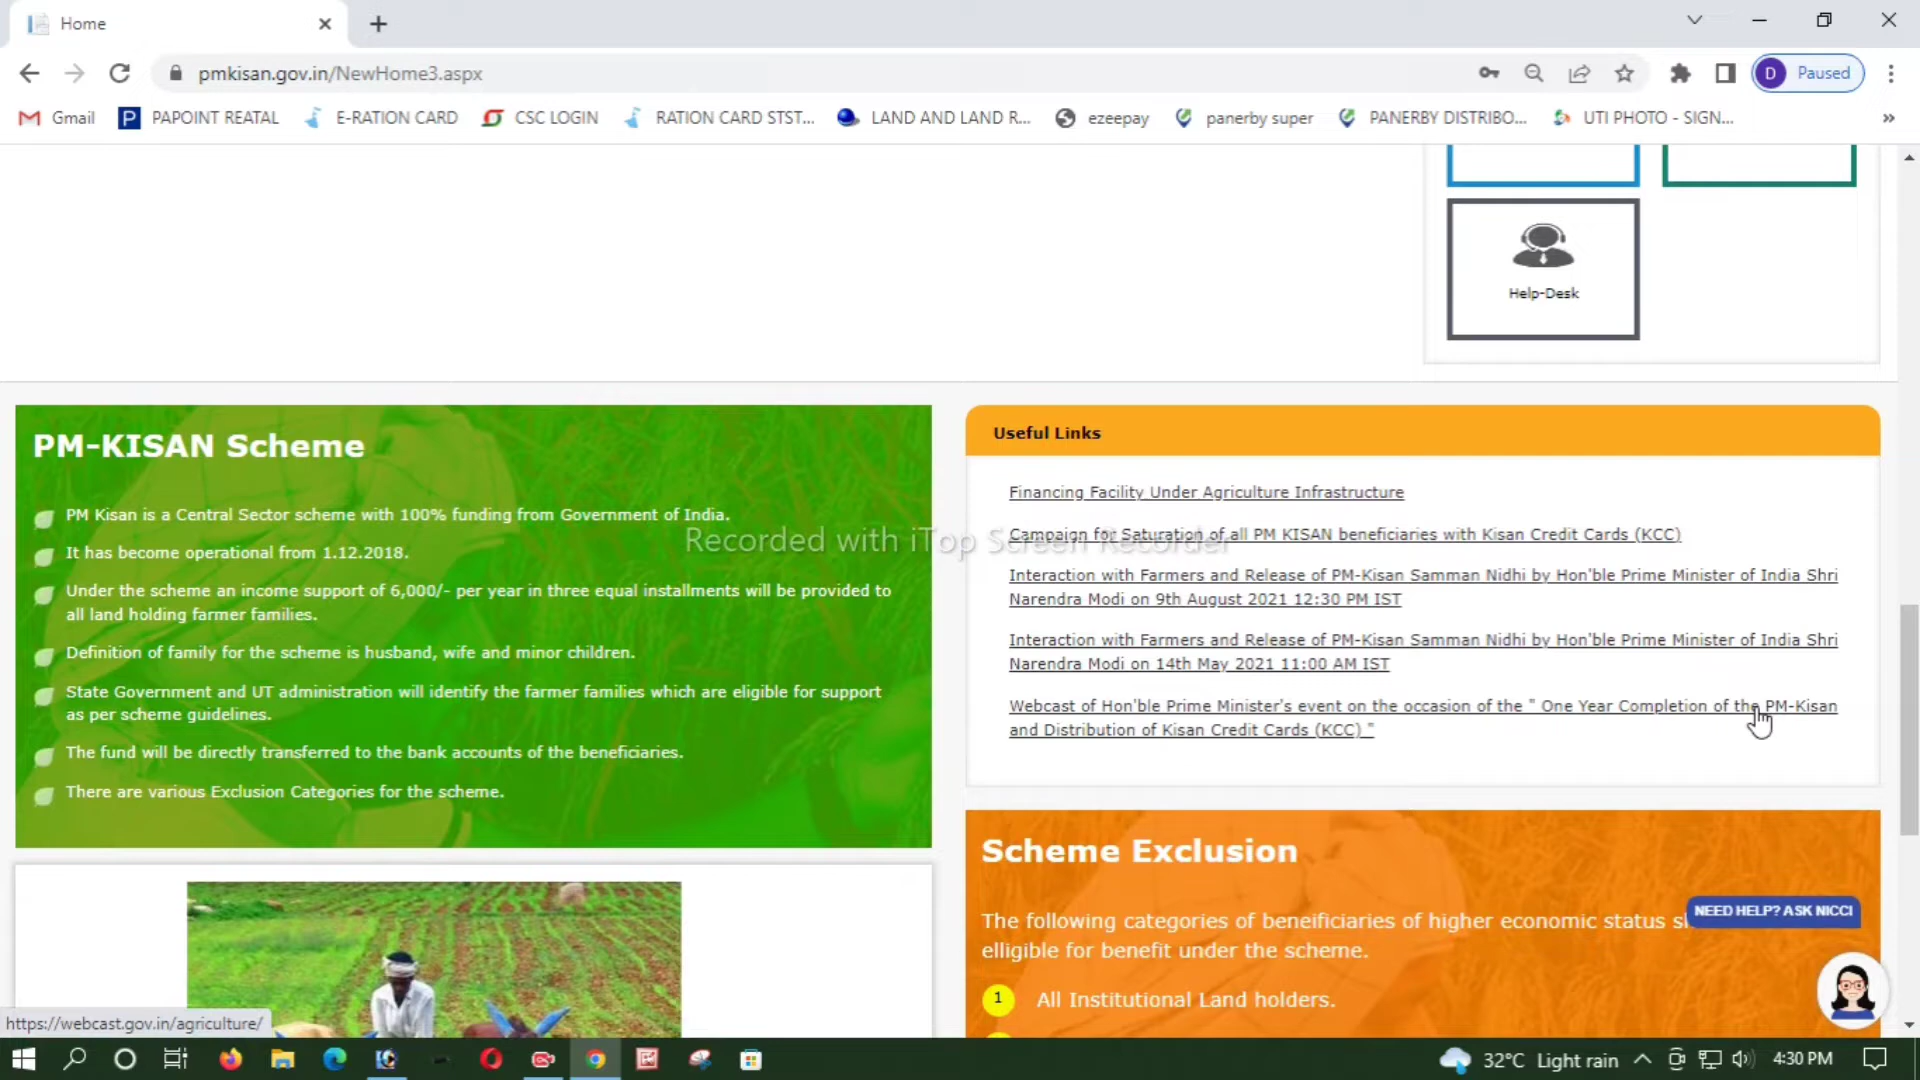 Home
pmkisan.gov.in/NewHome3.aspx
D Paused
Gmail
P PAPOINT REATAL
E-RATION CARD
CSC LOGIN
RATION CARD STST...
LAND AND LAND R...
ezeepay
panerby super
PANERBY DISTRIBO...
UTI PHOTO - SIGN...
»
Help-Desk
PM-KISAN Scheme
PM Kisan is a Central Sector scheme with 100% funding from Government of India.
It has become operational from 1.12.2018.
Under the scheme an income support of 6,000/- per year in three equal installments will be provided to
all land holding farmer families.
Definition of family for the scheme is husband, wife and minor children.
State Government and UT administration will identify the farmer families which are eligible for support
as per scheme guidelines.
The fund will be directly transferred to the bank accounts of the beneficiaries.
There are various Exclusion Categories for the scheme.
Recorded with iTop Screen Recorder
Useful Links
Financing Facility Under Agriculture Infrastructure
Campaign for Saturation of all PM KISAN beneficiaries with Kisan Credit Cards (KCC)
Interaction with Farmers and Release of PM-Kisan Samman Nidhi by Hon'ble Prime Minister of India Shri
Narendra Modi on 9th August 2021 12:30 PM IST
Interaction with Farmers and Release of PM-Kisan Samman Nidhi by Hon'ble Prime Minister of India Shri
Narendra Modi on 14th May 2021 11:00 AM IST
Webcast of Hon'ble Prime Minister's event on the occasion of the " One Year Completion of the PM-Kisan
and Distribution of Kisan Credit Cards (KCC) "
Scheme Exclusion
The following categories of beneificiaries of higher economic status
elligible for benefit under the scheme.
1 All Institutional Land holders.
NEED HELP? ASK NICCI
https://webcast.gov.in/agriculture/
32°C Light rain
4:30 PM